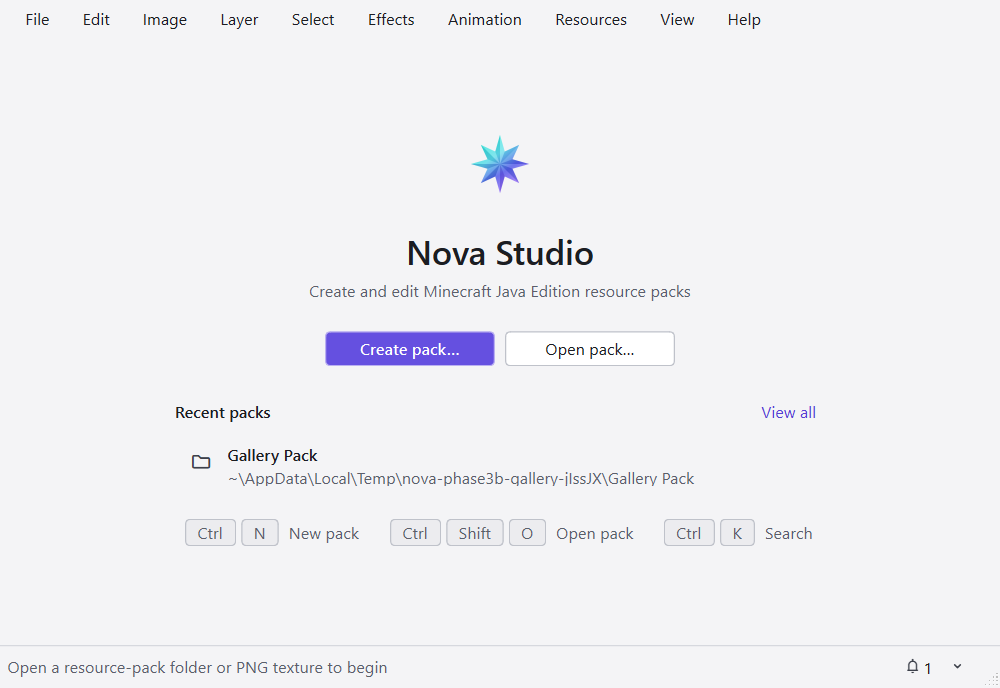 File Edit Image Layer Select Effects Animation Resources View Help
Nova Studio
Create and edit Minecraft Java Edition resource packs
Create pack... Open pack...
Recent packs View all
Gallery Pack
~\AppData\Local\Temp\nova-phase3b-gallery-jIssJX\Gallery Pack
Ctrl N New pack Ctrl Shift O Open pack Ctrl K Search
Open a resource-pack folder or PNG texture to begin 1